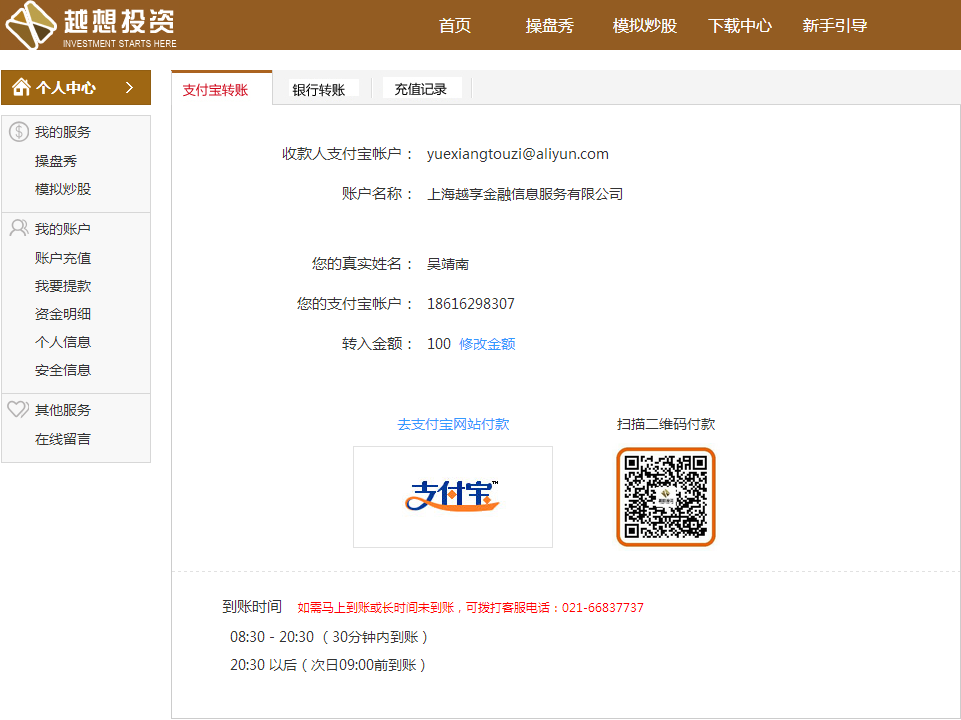 越想投资
INVESTMENT STARTS HERE
首页 操盘秀 模拟炒股 下载中心 新手引导
个人中心
支付宝转账 银行转账 充值记录
我的服务
操盘秀
模拟炒股
我的账户
账户充值
我要提款
资金明细
个人信息
安全信息
其他服务
在线留言
收款人支付宝帐户： yuexiangtouzi@aliyun.com
账户名称： 上海越享金融信息服务有限公司
您的真实姓名： 吴靖南
您的支付宝帐户： 18616298307
转入金额： 100 修改金额
去支付宝网站付款 扫描二维码付款
支付宝™
到账时间 如需马上到账或长时间未到账，可拨打客服电话：021-66837737
08:30 - 20:30 （ 30分钟内到账 ）
20:30 以后 ( 次日09:00前到账 ）